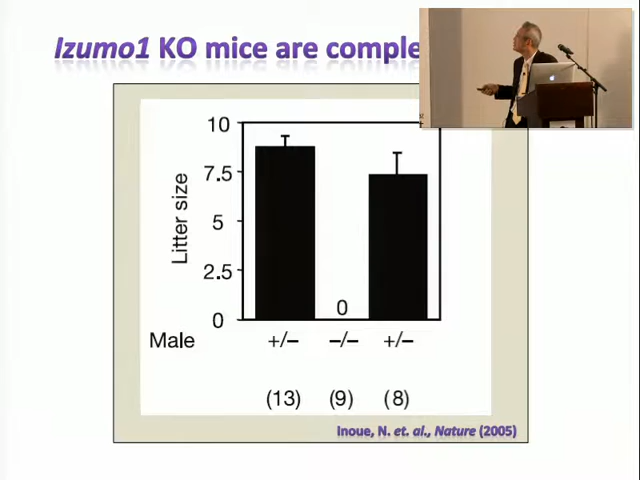 Izumo1 KO mice are
10
7.5
5
2.5
0
Litter size
0
Male +/– –/– +/–
(13) (9) (8)
Inoue, N. et. al., Nature (2005)